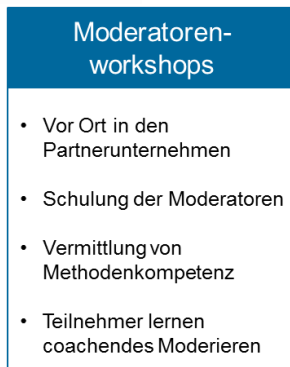 Moderatoren-
workshops
• Vor Ort in den
Partnerunternehmen
• Schulung der Moderatoren
• Vermittlung von
Methodenkompetenz
• Teilnehmer lernen
coachendes Moderieren